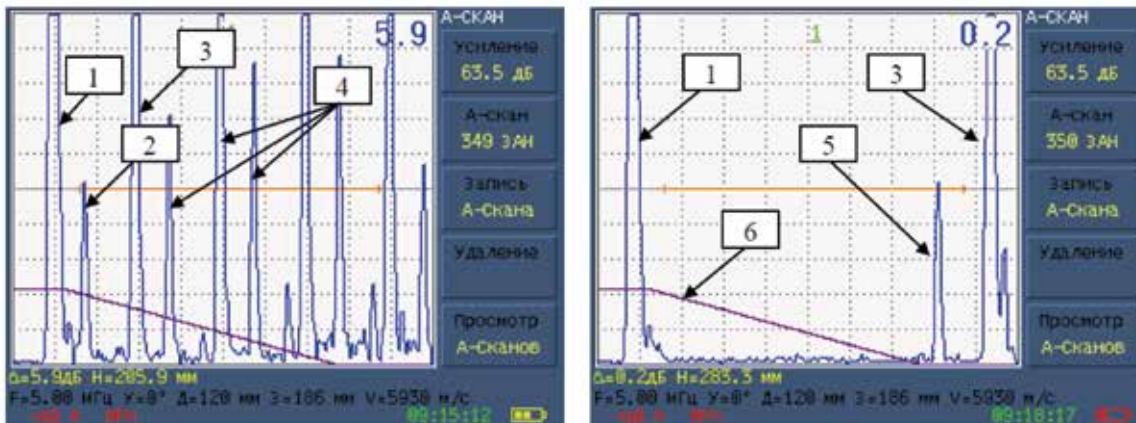 А-СКАН
5.9
Усиление
63.5 дБ
А-скан
349 ЗАН
Запись
А-Скана
Удаление
Просмотр
А-Сканов
1
2
3
4
a=5.9дБ H=205.9 мм
F=5.00 МГц У=0° Д=120 мм З=186 мм V=5930 м/с
09:15:12
А-СКАН
0.2
1
Усиление
63.5 дБ
А-скан
350 ЗАН
Запись
А-Скана
Удаление
Просмотр
А-Сканов
1
3
5
6
a=0.2дБ H=283.3 мм
F=5.00 МГц У=0° Д=120 мм З=186 мм V=5930 м/с
09:18:17